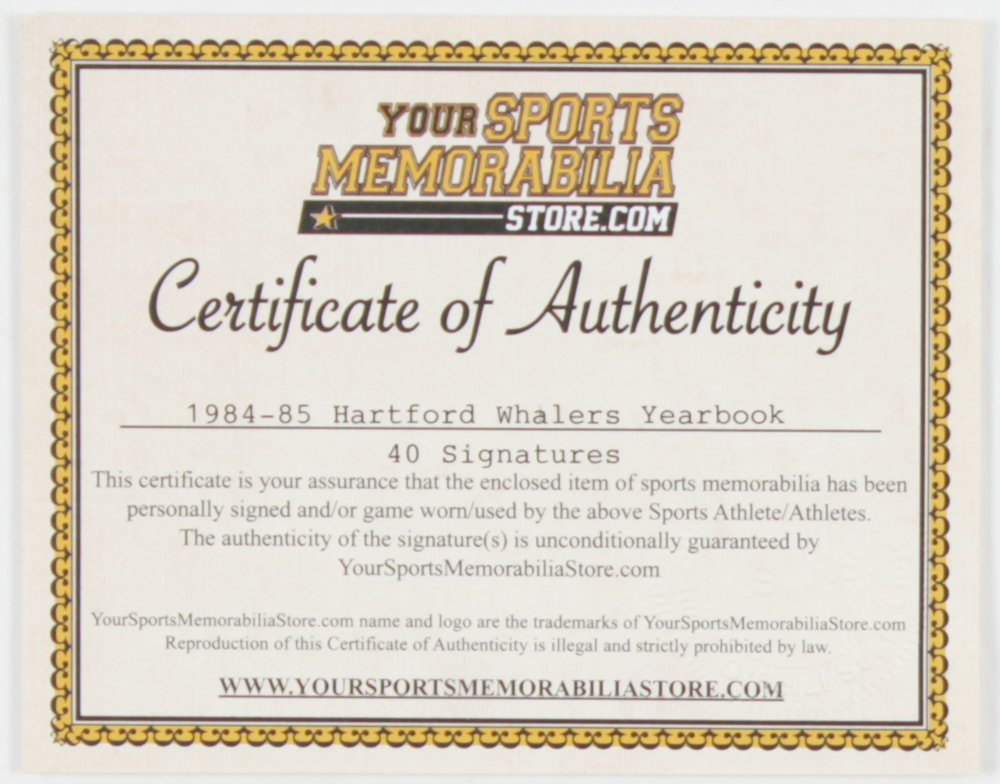 YOUR SPORTS
MEMORABILIA
STORE.COM
Certificate of Authenticity
1984-85 Hartford Whalers Yearbook
40 Signatures
This certificate is your assurance that the enclosed item of sports memorabilia has been
personally signed and/or game worn/used by the above Sports Athlete/Athletes.
The authenticity of the signature(s) is unconditionally guaranteed by
YourSportsMemorabiliaStore.com
YourSportsMemorabiliaStore.com name and logo are the trademarks of YourSportsMemorabiliaStore.com
Reproduction of this Certificate of Authenticity is illegal and strictly prohibited by law.
WWW.YOURSPORTSMEMORABILIASTORE.COM